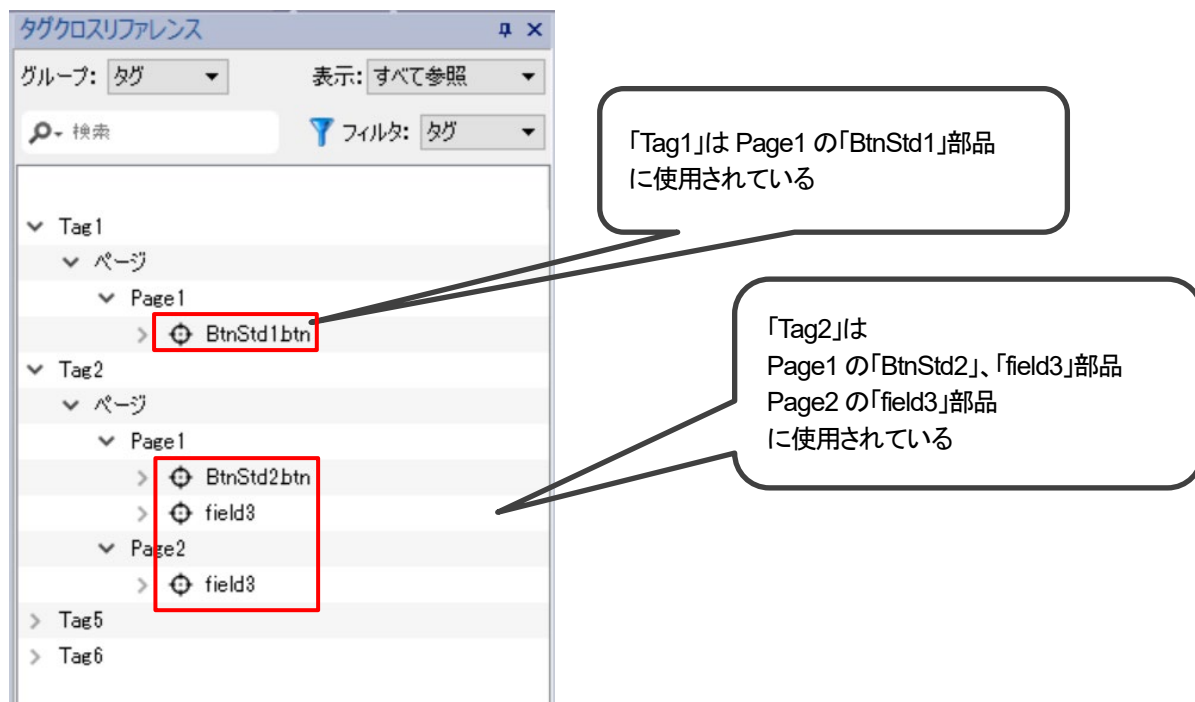 タグクロスリファレンス
グループ: タグ 表示: すべて参照
検索 フィルタ: タグ
Tag1
ページ
Page1
BtnStd1.btn
Tag2
ページ
Page1
BtnStd2.btn
field3
Page2
field3
Tag5
Tag6
「Tag1」は Page1 の「BtnStd1」部品
に使用されている
「Tag2」は
Page1 の「BtnStd2」、「field3」部品
Page2 の「field3」部品
に使用されている